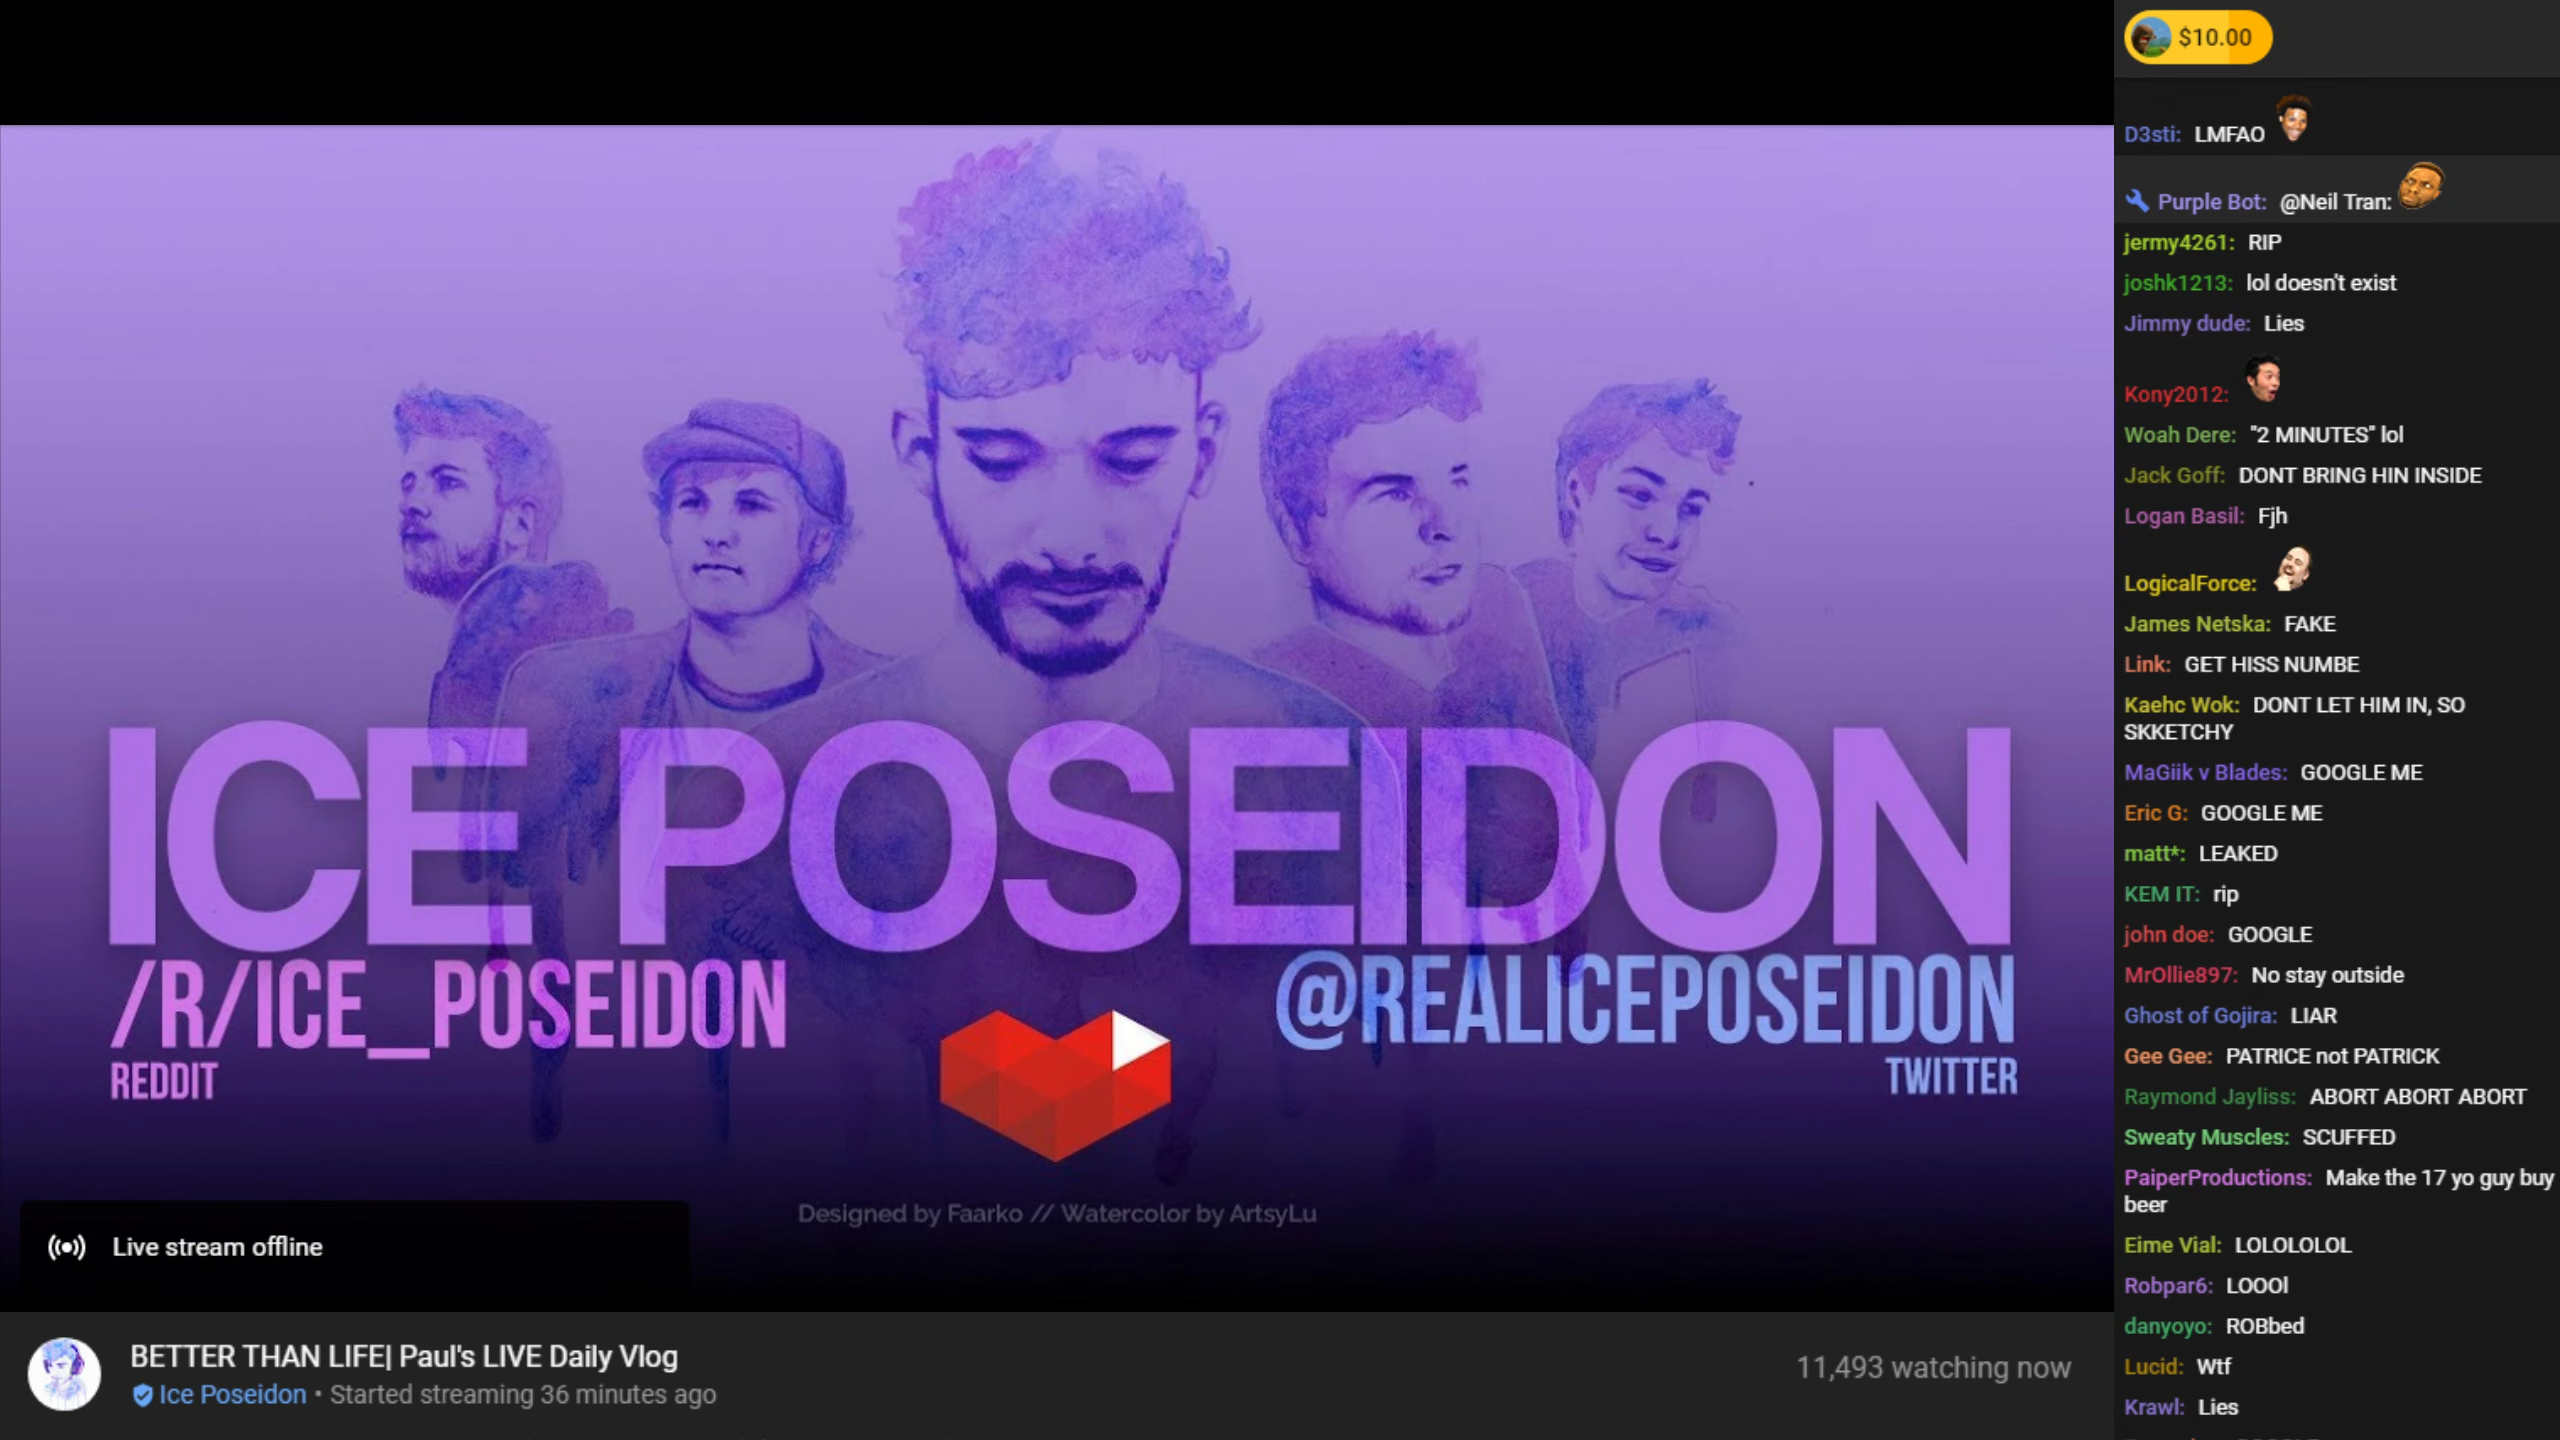 $10.00
D3sti: LMFAO
Purple Bot: @Neil Tran:
jermy4261: RIP
joshk1213: lol doesn't exist
Jimmy dude: Lies
Kony2012:
Woah Dere: "2 MINUTES" lol
Jack Goff: DONT BRING HIN INSIDE
Logan Basil: Fjh
LogicalForce:
James Netska: FAKE
Link: GET HISS NUMBE
Kaehc Wok: DONT LET HIM IN, SO
SKKETCHY
MaGiik v Blades: GOOGLE ME
Eric G: GOOGLE ME
matt*: LEAKED
KEM IT: rip
john doe: GOOGLE
MrOllie897: No stay outside
Ghost of Gojira: LIAR
Gee Gee: PATRICE not PATRICK
Raymond Jayliss: ABORT ABORT ABORT
Sweaty Muscles: SCUFFED
PaiperProductions: Make the 17 yo guy buy
beer
Eime Vial: LOLOLOLOL
Robpar6: LOOOl
danyoyo: ROBbed
Lucid: Wtf
Krawl: Lies
ICE POSEIDON
/R/ICE_POSEIDON
REDDIT
@REALICEPOSEIDON
TWITTER
Designed by Faarko // Watercolor by ArtsyLu
Live stream offline
BETTER THAN LIFE| Paul's LIVE Daily Vlog
Ice Poseidon • Started streaming 36 minutes ago
11,493 watching now